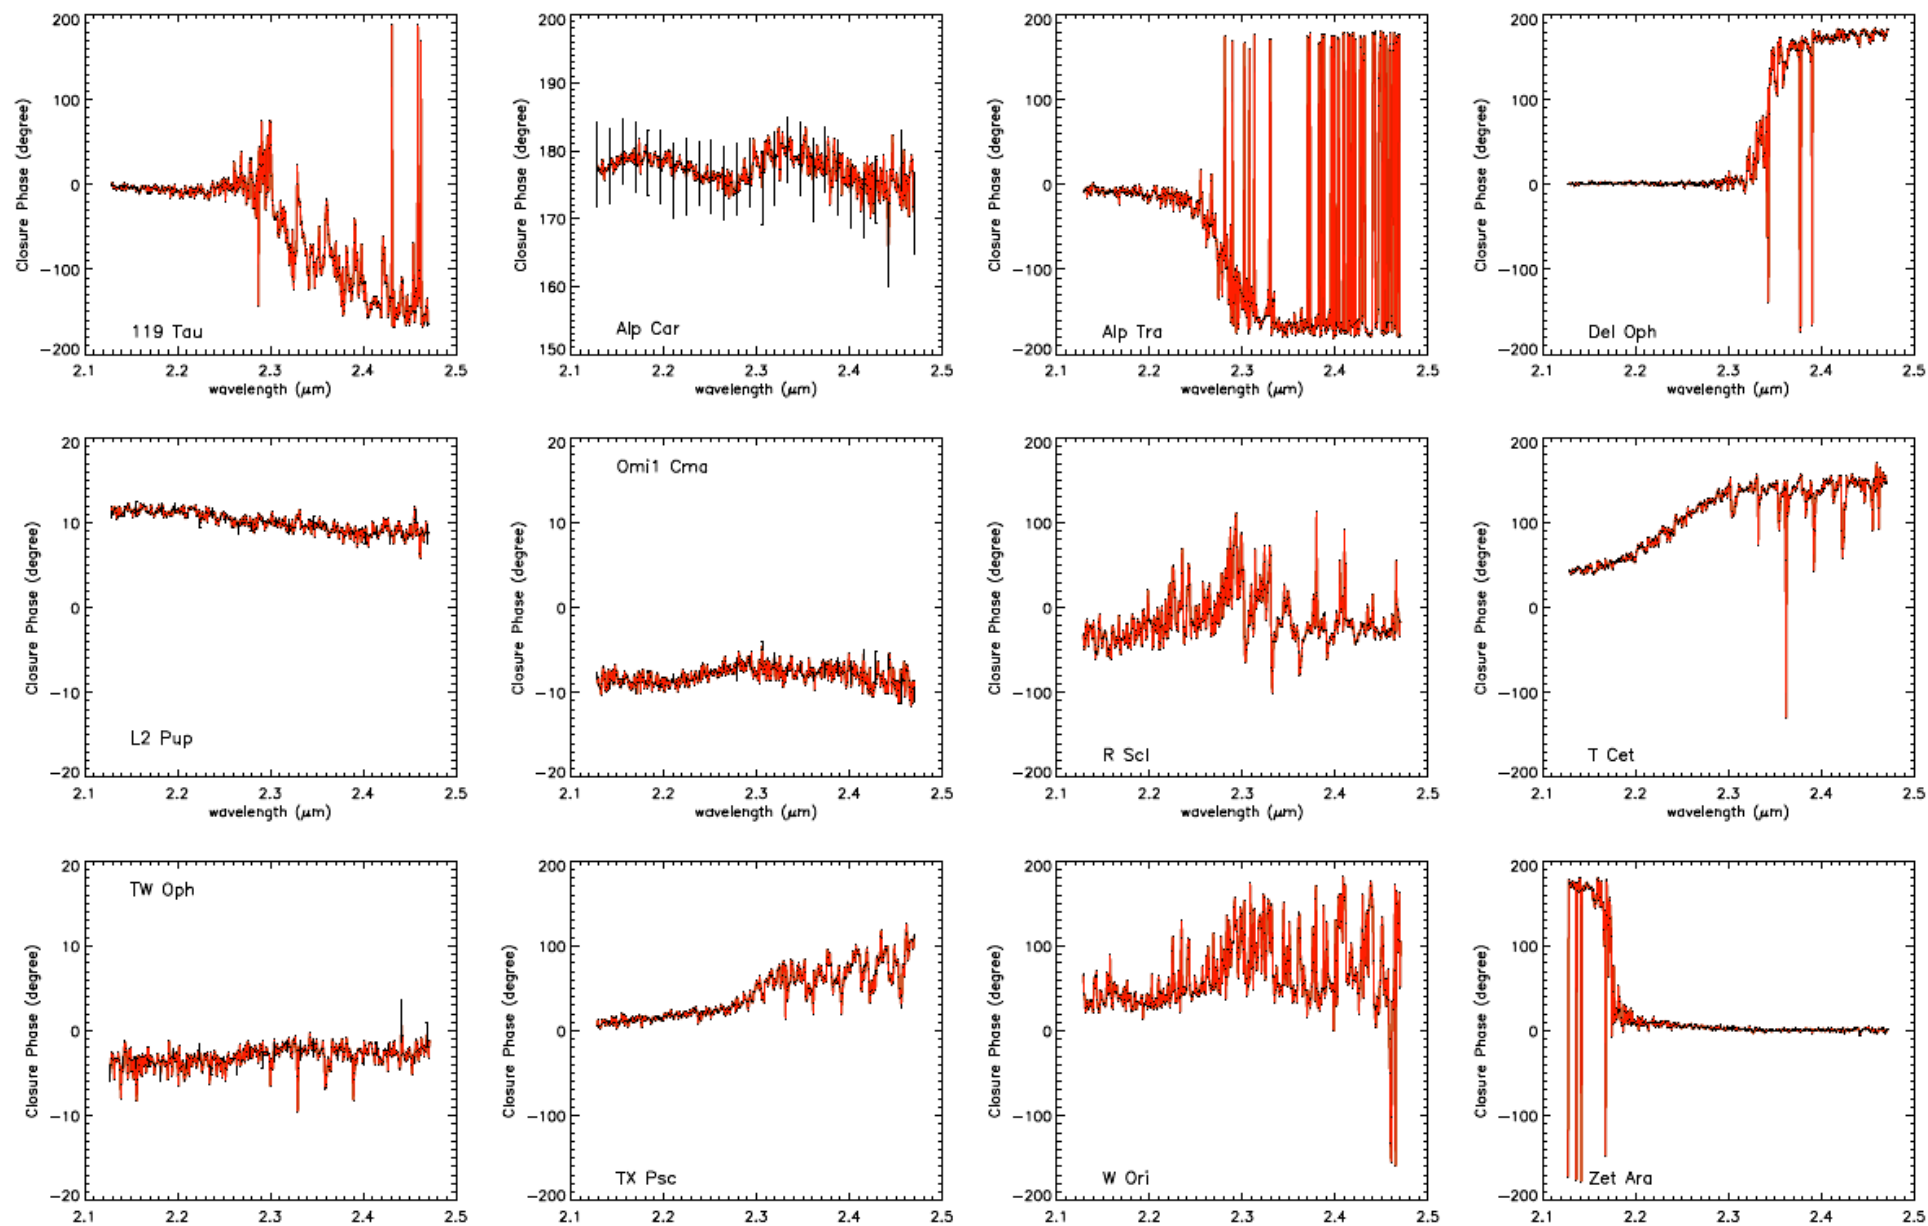 200
100
0
−100
−200
2.1 2.2 2.3 2.4 2.5
wavelength (μm)
Closure Phase (degree)
119 Tau
200
190
180
170
160
150
2.1 2.2 2.3 2.4 2.5
wavelength (μm)
Closure Phase (degree)
Alp Car
200
100
0
−100
−200
2.1 2.2 2.3 2.4 2.5
wavelength (μm)
Closure Phase (degree)
Alp Tra
200
100
0
−100
−200
2.1 2.2 2.3 2.4 2.5
wavelength (μm)
Closure Phase (degree)
Del Oph
20
10
0
−10
−20
2.1 2.2 2.3 2.4 2.5
wavelength (μm)
Closure Phase (degree)
L2 Pup
20
10
0
−10
−20
2.1 2.2 2.3 2.4 2.5
wavelength (μm)
Closure Phase (degree)
Omi1 Cma
200
100
0
−100
−200
2.1 2.2 2.3 2.4 2.5
wavelength (μm)
Closure Phase (degree)
R Scl
200
100
0
−100
−200
2.1 2.2 2.3 2.4 2.5
wavelength (μm)
Closure Phase (degree)
T Cet
20
10
0
−10
−20
2.1 2.2 2.3 2.4 2.5
Closure Phase (degree)
TW Oph
200
100
0
−100
−200
2.1 2.2 2.3 2.4 2.5
Closure Phase (degree)
TX Psc
200
100
0
−100
−200
2.1 2.2 2.3 2.4 2.5
Closure Phase (degree)
W Ori
200
100
0
−100
−200
2.1 2.2 2.3 2.4 2.5
Closure Phase (degree)
Zet Ara